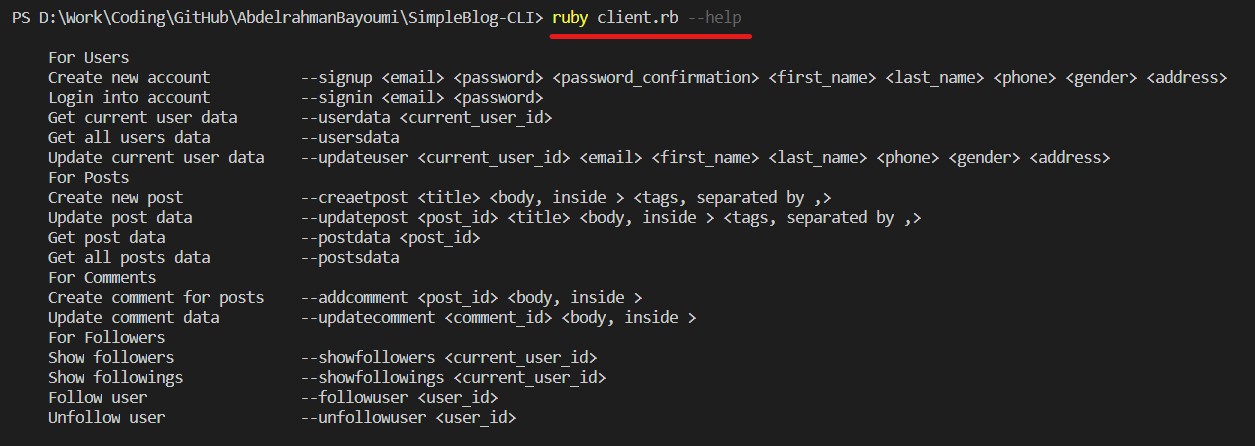 PS D:\Work\Coding\GitHub\AbdelrahmanBayoumi\SimpleBlog-CLI> ruby client.rb --help
For Users
Create new account --signup <email> <password> <password_confirmation> <first_name> <last_name> <phone> <gender> <address>
Login into account --signin <email> <password>
Get current user data --userdata <current_user_id>
Get all users data --usersdata
Update current user data --updateuser <current_user_id> <email> <first_name> <last_name> <phone> <gender> <address>
For Posts
Create new post --creaetpost <title> <body, inside > <tags, separated by ,>
Update post data --updatepost <post_id> <title> <body, inside > <tags, separated by ,>
Get post data --postdata <post_id>
Get all posts data --postsdata
For Comments
Create comment for posts --addcomment <post_id> <body, inside >
Update comment data --updatecomment <comment_id> <body, inside >
For Followers
Show followers --showfollowers <current_user_id>
Show followings --showfollowings <current_user_id>
Follow user --followuser <user_id>
Unfollow user --unfollowuser <user_id>